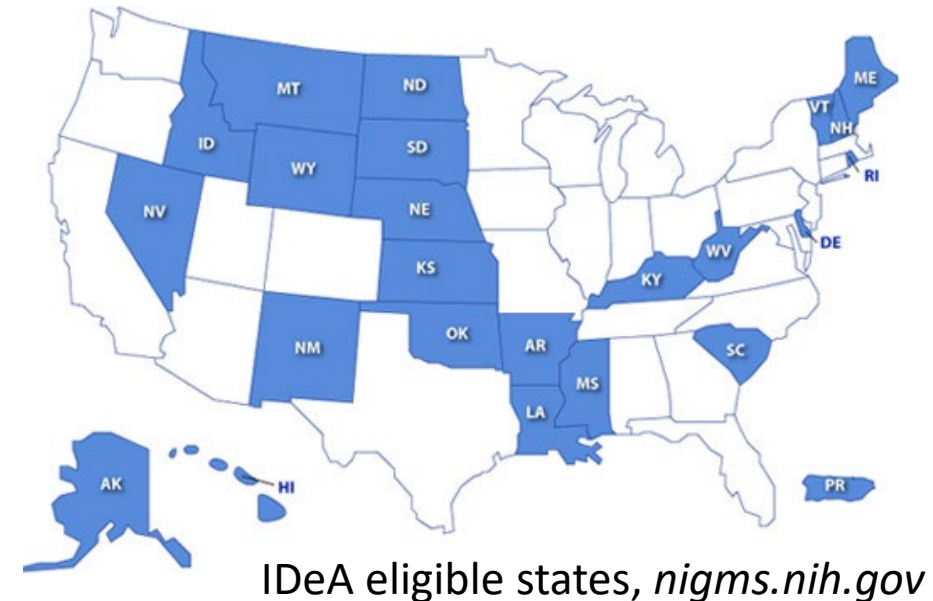 ME
MT
ND
VT
NH
ID
SD
WY
RI
NV
NE
DE
WV
KS
KY
OK
NM
AR
SC
MS
LA
AK
HI
PR
IDeA eligible states, nigms.nih.gov